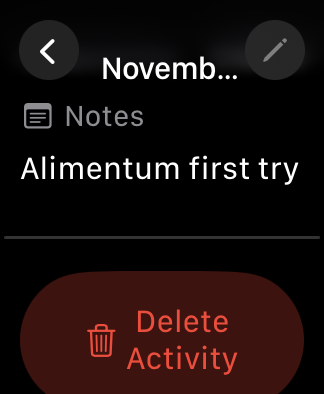 Novemb...
Notes
Alimentum first try
Delete
Activity